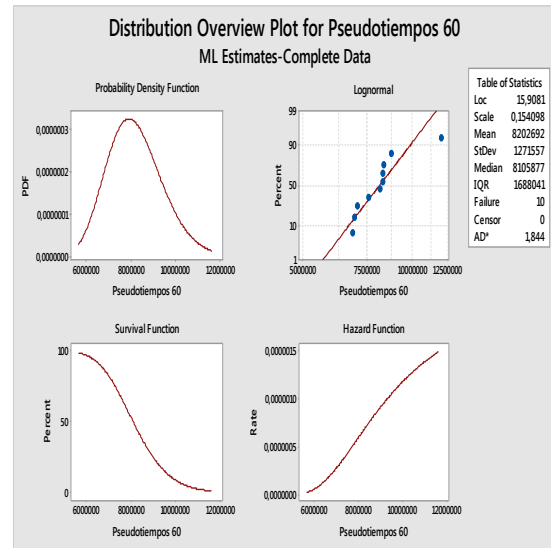 Distribution Overview Plot for Pseudotiempos 60
ML Estimates-Complete Data
Probability Density Function
0,0000003
0,0000002
0,0000001
0,0000000
PDF
6000000 8000000 10000000 12000000
Pseudotiempos 60
Lognormal
99
90
50
10
1
Percent
5000000 7500000 10000000 12500000
Pseudotiempos 60
Table of Statistics
Loc 15,9081
Scale 0,154098
Mean 8202692
StDev 1271557
Median 8105877
IQR 1688041
Failure 10
Censor 0
AD* 1,844
Survival Function
100
50
0
Percent
6000000 8000000 10000000 12000000
Pseudotiempos 60
Hazard Function
0,0000015
0,0000010
0,0000005
0,0000000
Rate
6000000 8000000 10000000 12000000
Pseudotiempos 60